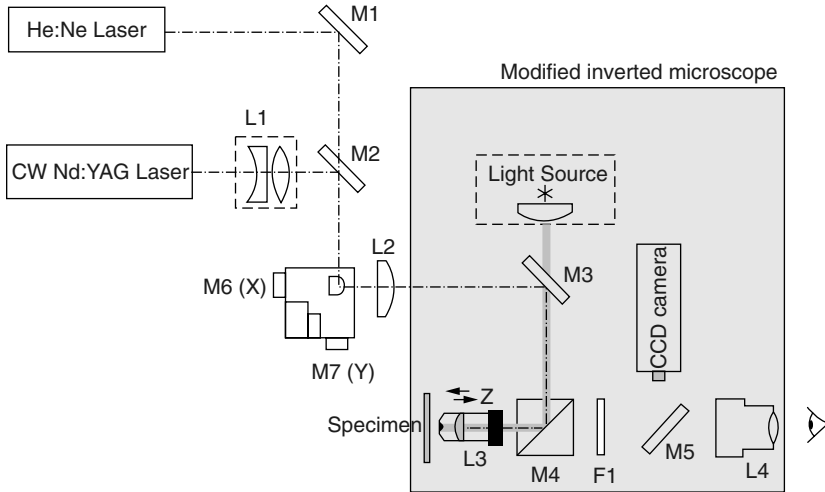 He:Ne Laser
M1
Modified inverted microscope
L1
M2
CW Nd:YAG Laser
Light Source
L2
M3
M6 (X)
CCD camera
M7 (Y)
Z
Specimen
L3
M4
F1
M5
L4